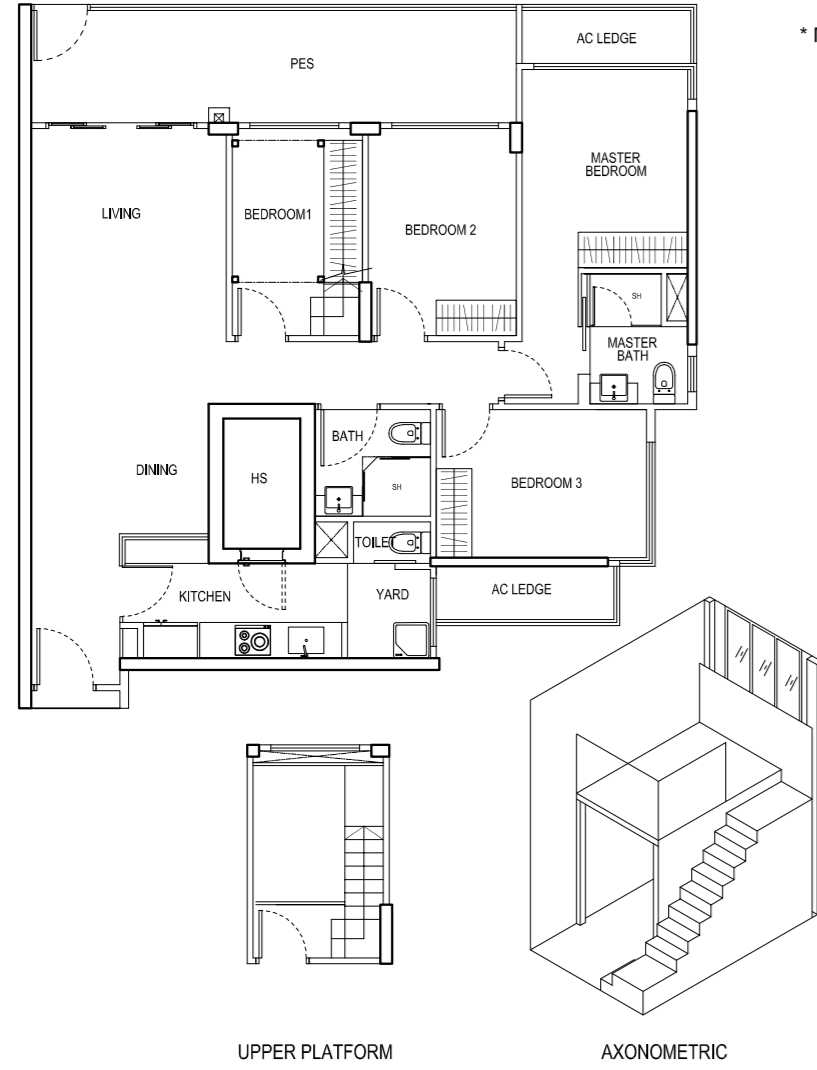 AC LEDGE
PES
MASTER
BEDROOM
LIVING
BEDROOM1
BEDROOM 2
SH
MASTER
BATH
BATH
DINING
HS
SH
BEDROOM 3
TOILET
KITCHEN
YARD
AC LEDGE
UPPER PLATFORM
AXONOMETRIC